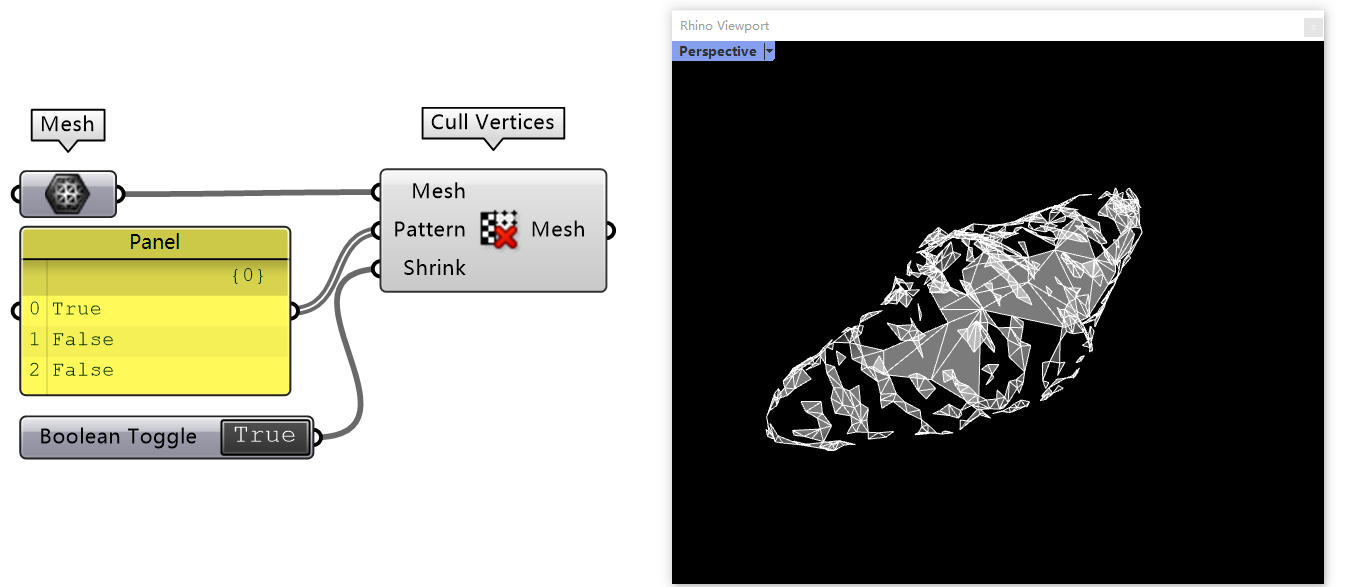 Mesh
Panel
{0}
0 True
1 False
2 False
Boolean Toggle True
Cull Vertices
Mesh
Pattern
Shrink
Mesh
Rhino Viewport
Perspective